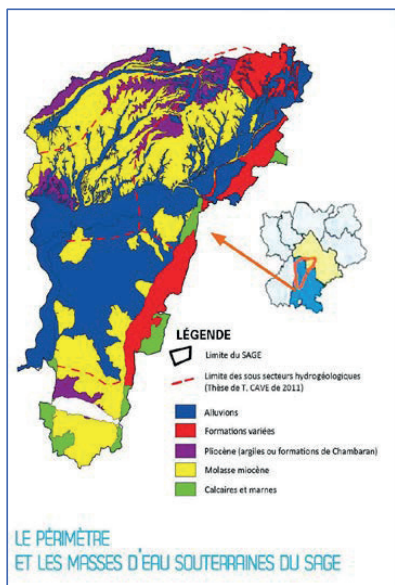 LÉGENDE
Limite du SAGE
Limite des sous secteurs hydrogéologiques
(Thèse de T. CAVE de 2011)
Alluvions
Formations variées
Pliocène (argiles ou formations de Chambaran)
Molasse miocène
Calcaires et marnes
LE PÉRIMÈTRE
ET LES MASSES D'EAU SOUTERRAINES DU SAGE